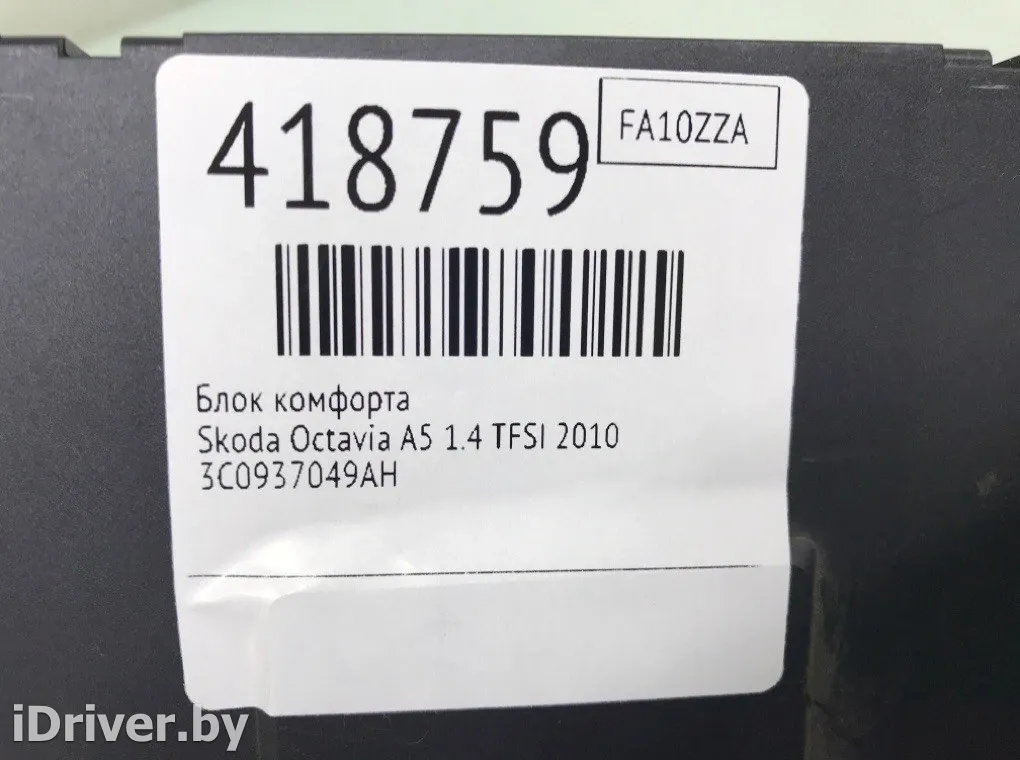 418759
FA10ZZA
Блок комфорта
Skoda Octavia A5 1.4 TFSI 2010
3C0937049AH
iDriver.by